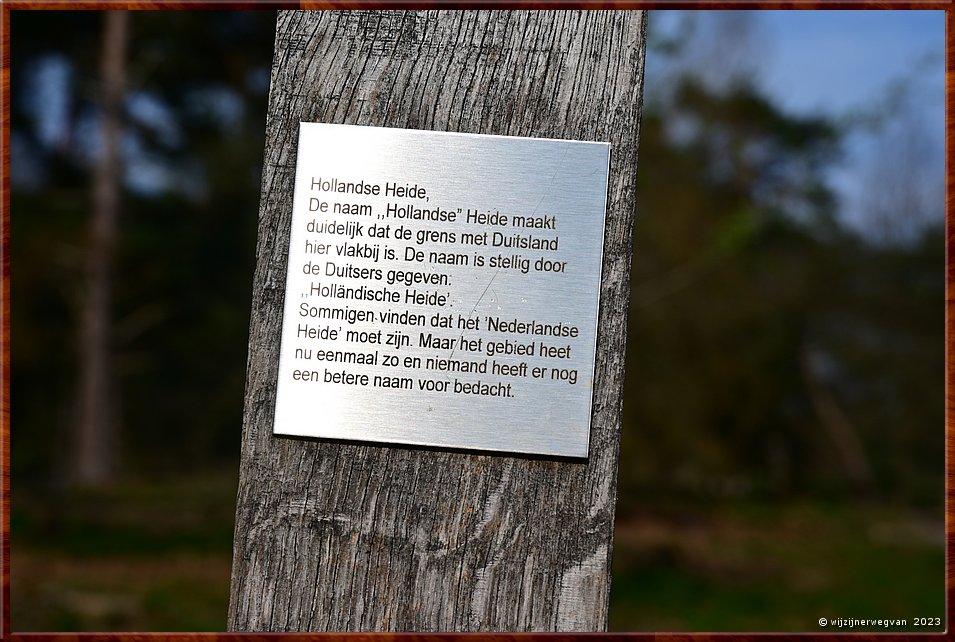 Hollandse Heide,
De naam ,,Hollandse” Heide maakt
duidelijk dat de grens met Duitsland
hier vlakbij is. De naam is stellig door
de Duitsers gegeven:
,,Holländische Heide’.
Sommigen vinden dat het ’Nederlandse
Heide’ moet zijn. Maar het gebied heet
nu eenmaal zo en niemand heeft er nog
een betere naam voor bedacht.
© wijzijnerwegvan 2023